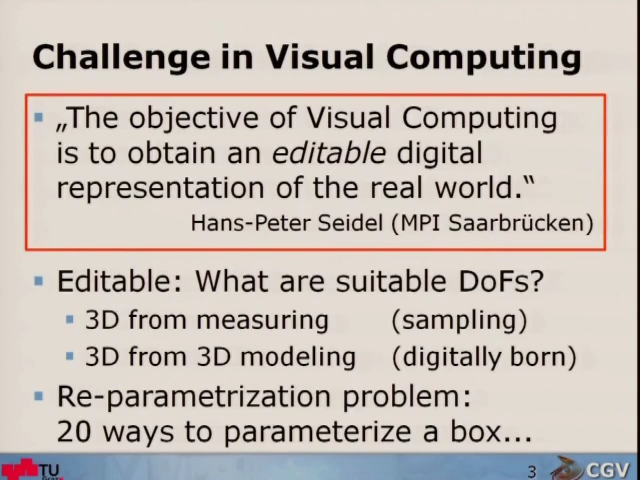 Challenge in Visual Computing
„The objective of Visual Computing
is to obtain an editable digital
representation of the real world.“
Hans-Peter Seidel (MPI Saarbrücken)
Editable: What are suitable DoFs?
3D from measuring (sampling)
3D from 3D modeling (digitally born)
Re-parametrization problem:
20 ways to parameterize a box...
TU
3
CGV